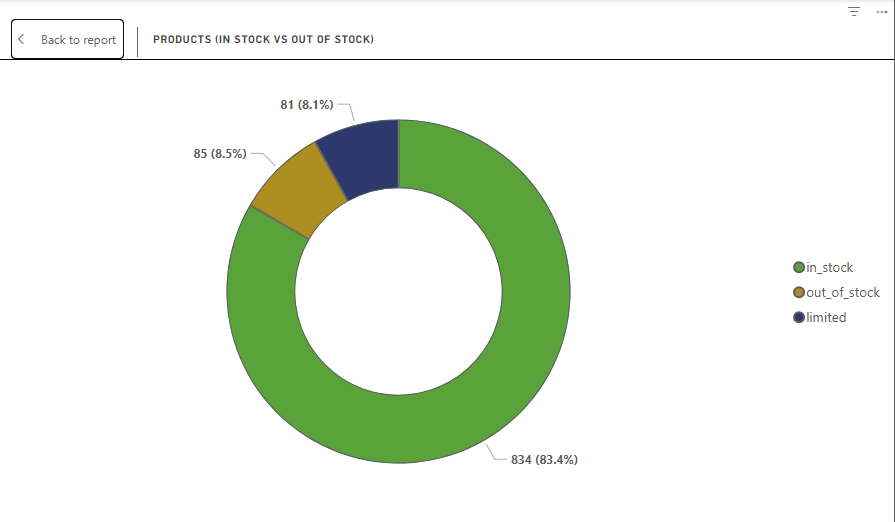 Back to report
PRODUCTS (IN STOCK VS OUT OF STOCK)
81 (8.1%)
85 (8.5%)
in_stock
out_of_stock
limited
834 (83.4%)